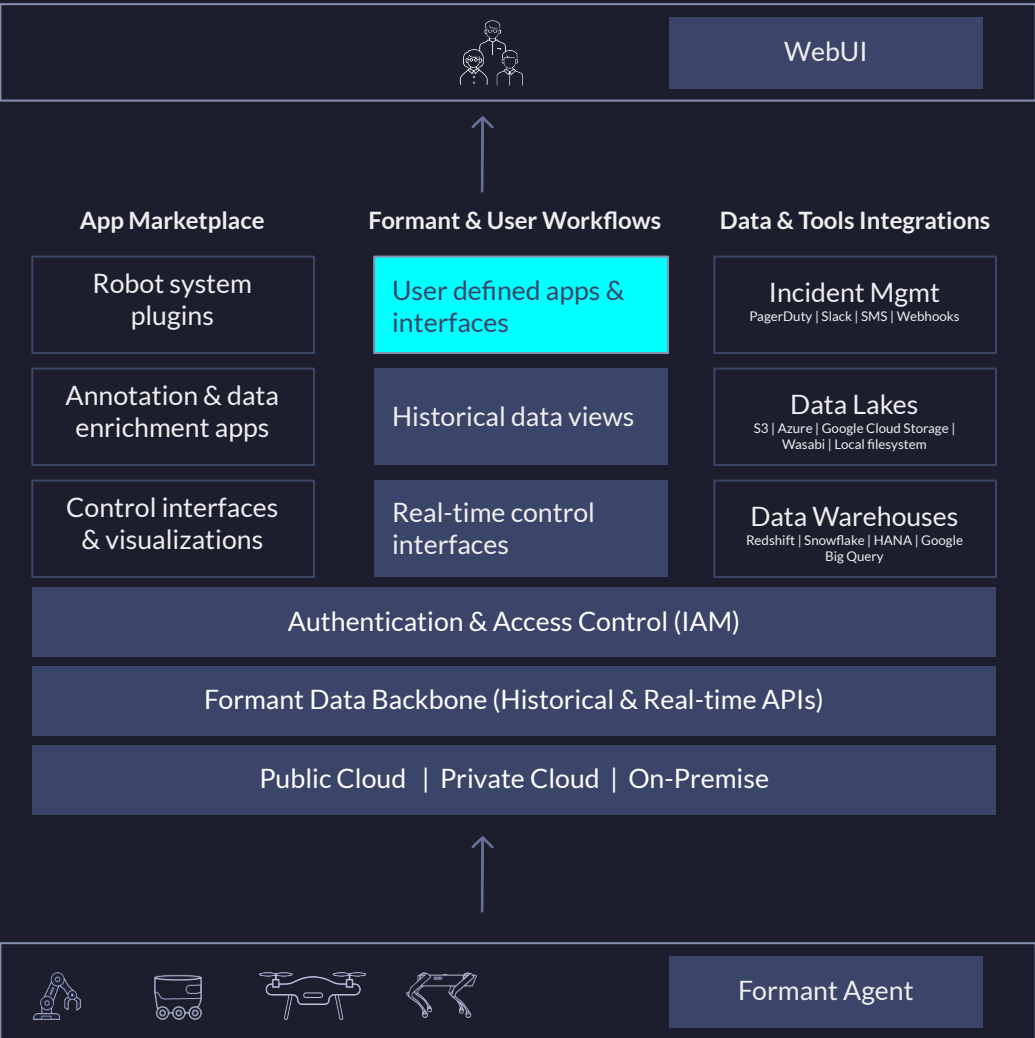 WebUI
App Marketplace
Formant & User Workflows
Data & Tools Integrations
Robot system
plugins
User defined apps &
interfaces
Incident Mgmt
PagerDuty | Slack | SMS | Webhooks
Annotation & data
enrichment apps
Historical data views
Data Lakes
S3 | Azure | Google Cloud Storage |
Wasabi | Local filesystem
Control interfaces
& visualizations
Real-time control
interfaces
Data Warehouses
Redshift | Snowflake | HANA | Google
Big Query
Authentication & Access Control (IAM)
Formant Data Backbone (Historical & Real-time APIs)
Public Cloud | Private Cloud | On-Premise
Formant Agent